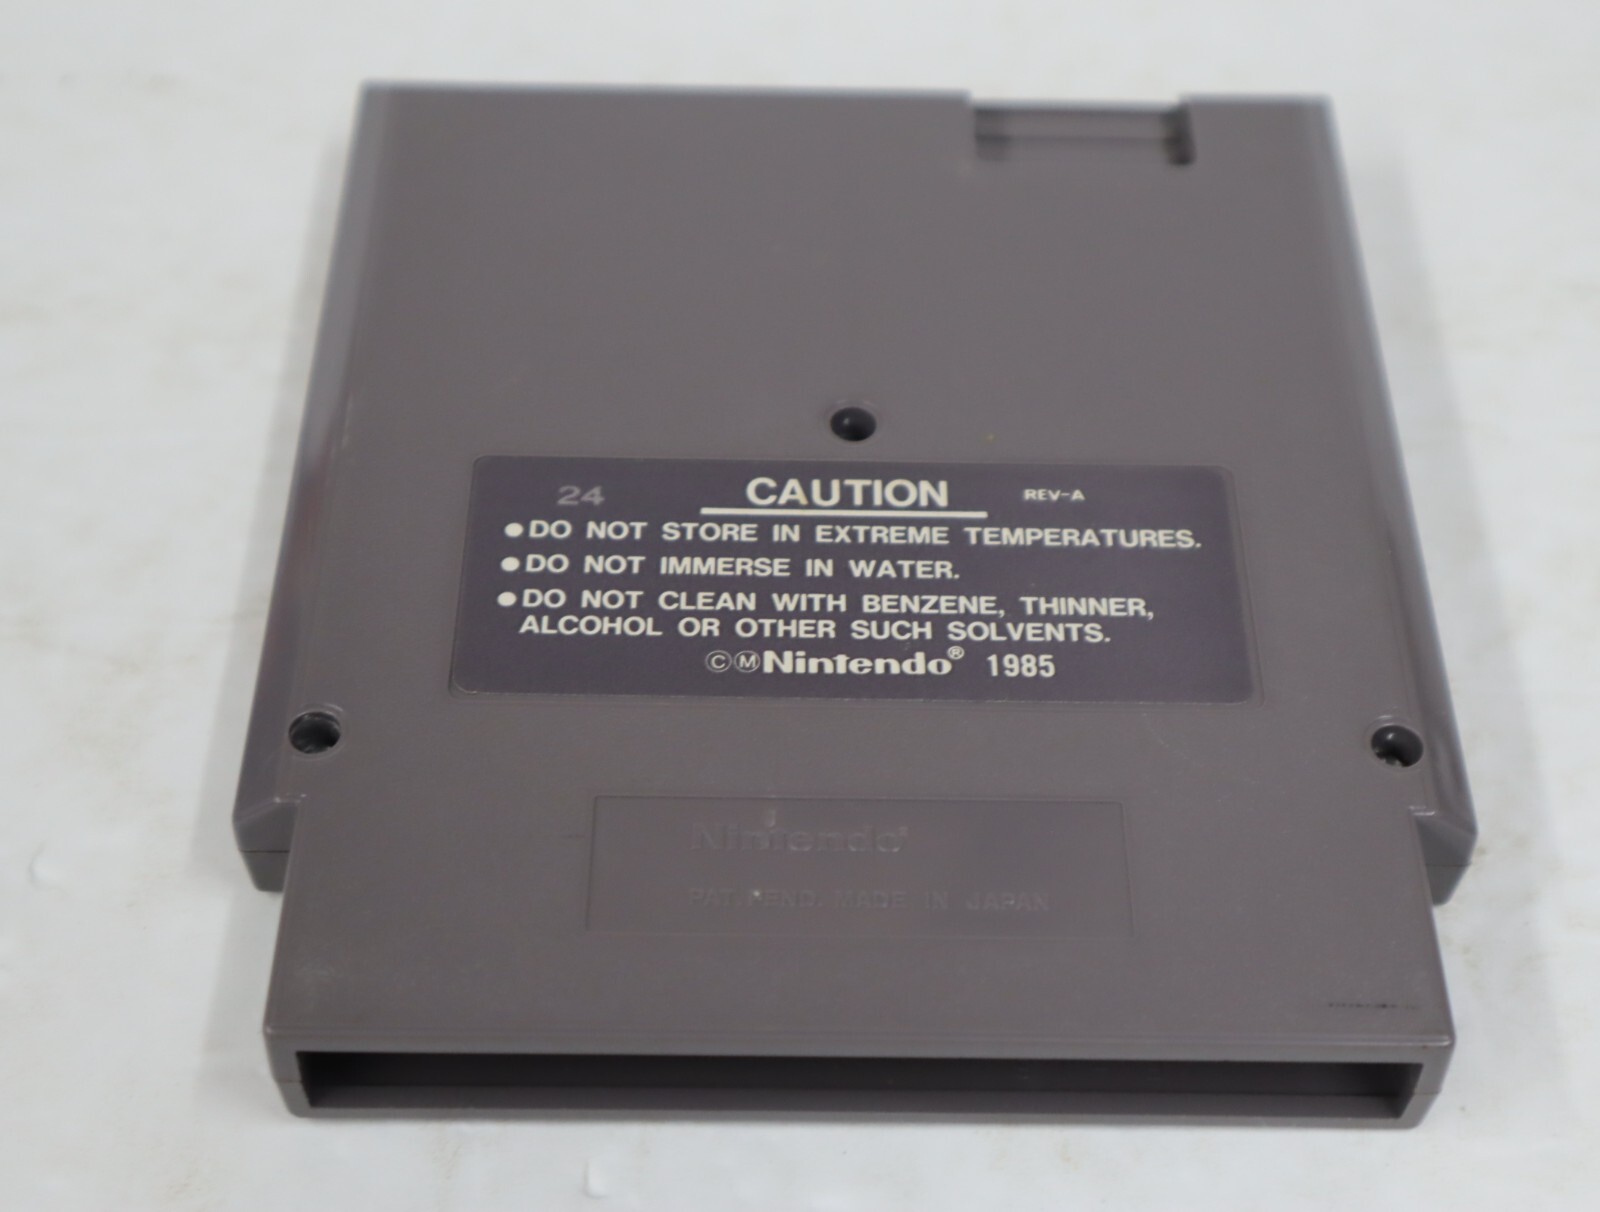 24 CAUTION REV-A
●DO NOT STORE IN EXTREME TEMPERATURES.
●DO NOT IMMERSE IN WATER.
●DO NOT CLEAN WITH BENZENE, THINNER,
ALCOHOL OR OTHER SUCH SOLVENTS.
ⒸⓂNintendo® 1985
Nintendo®
PAT. PEND. MADE IN JAPAN